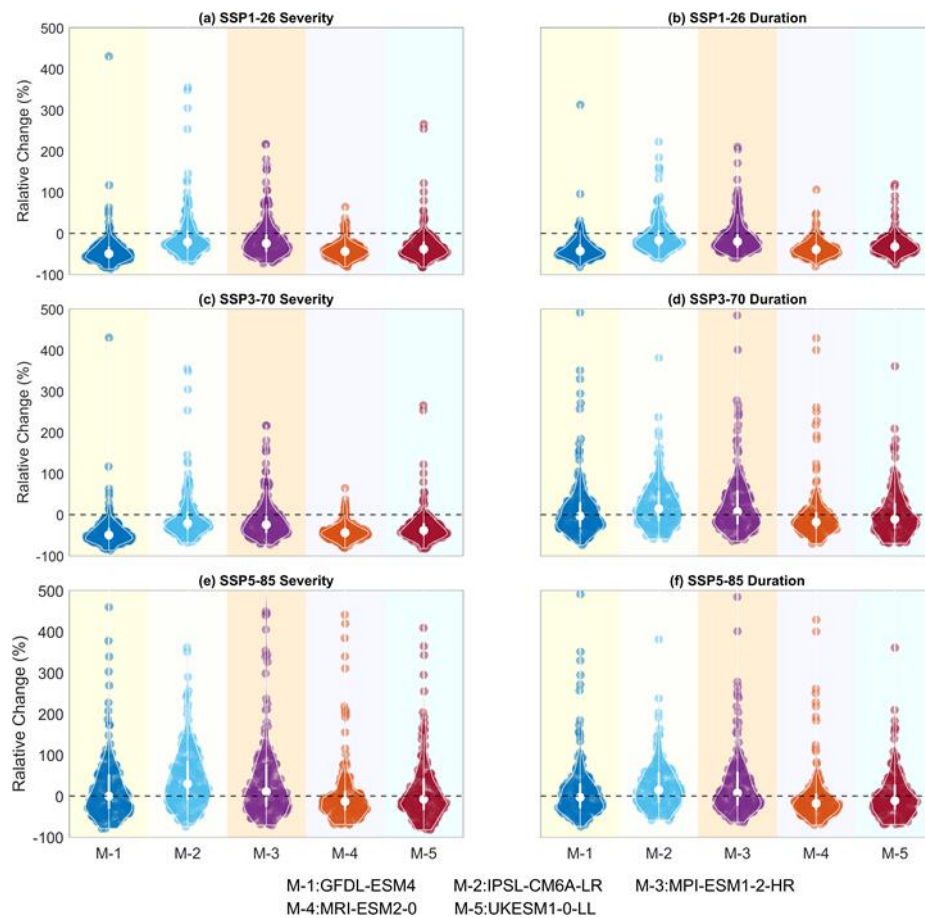 (a) SSP1-26 Severity
(b) SSP1-26 Duration
500
400
300
200
100
0
-100
Ralative Change (%)
(c) SSP3-70 Severity
(d) SSP3-70 Duration
500
400
300
200
100
0
-100
Ralative Change (%)
(e) SSP5-85 Severity
(f) SSP5-85 Duration
500
400
300
200
100
0
-100
Ralative Change (%)
M-1 M-2 M-3 M-4 M-5 M-1 M-2 M-3 M-4 M-5
M-1:GFDL-ESM4 M-2:IPSL-CM6A-LR M-3:MPI-ESM1-2-HR
M-4:MRI-ESM2-0 M-5:UKESM1-0-LL